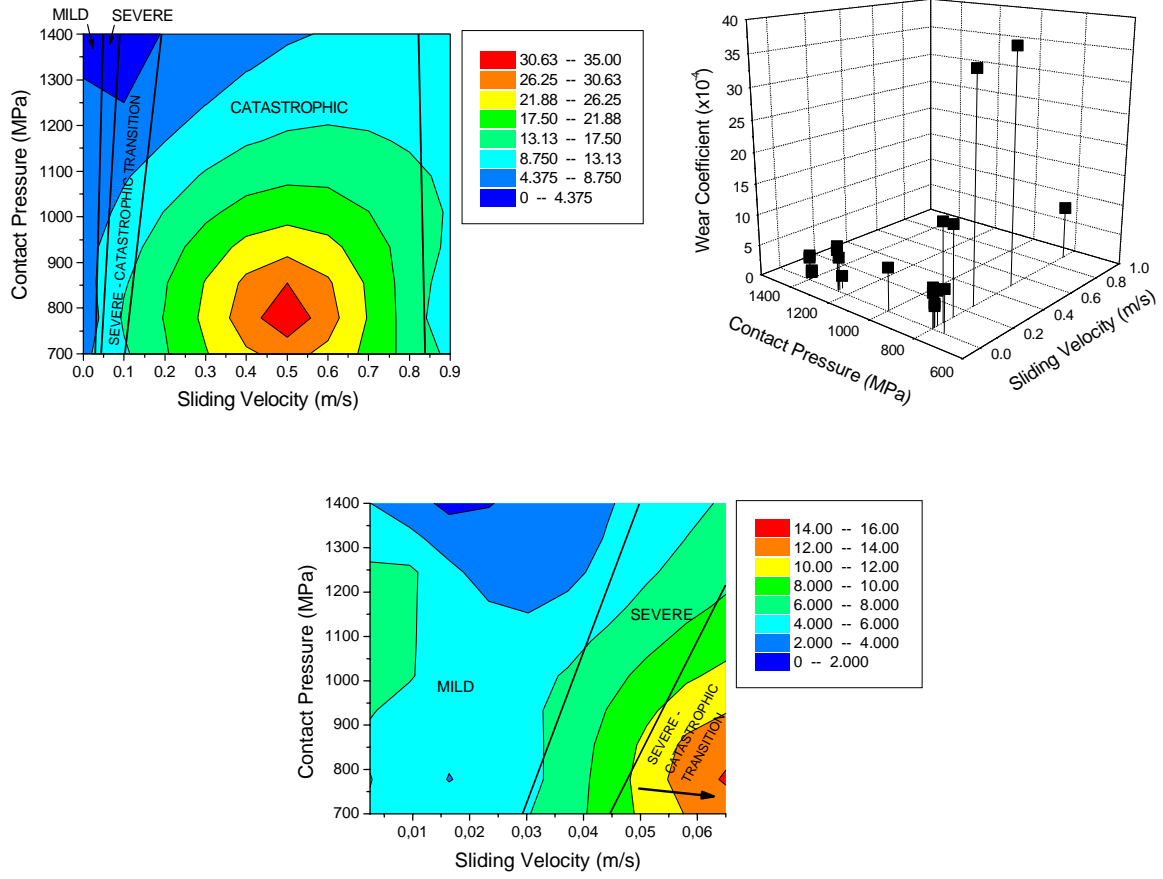 MILD
SEVERE
1400
1300
1200
1100
1000
900
800
700
Contact Pressure (MPa)
CATASTROPHIC
SEVERE - CATASTROPHIC TRANSITION
0.0 0.1 0.2 0.3 0.4 0.5 0.6 0.7 0.8 0.9
Sliding Velocity (m/s)
30.63 -- 35.00
26.25 -- 30.63
21.88 -- 26.25
17.50 -- 21.88
13.13 -- 17.50
8.750 -- 13.13
4.375 -- 8.750
0 -- 4.375
40
35
30
25
20
15
10
5
0
Wear Coefficient (x10⁻⁴)
1400
1200
1000
800
600
Contact Pressure (MPa)
0.0
0.2
0.4
0.6
0.8
1.0
Sliding Velocity (m/s)
1400
1300
1200
1100
1000
900
800
700
Contact Pressure (MPa)
MILD
SEVERE
SEVERE -
CATASTROPHIC
TRANSITION
0,01 0,02 0,03 0,04 0,05 0,06
Sliding Velocity (m/s)
14.00 -- 16.00
12.00 -- 14.00
10.00 -- 12.00
8.000 -- 10.00
6.000 -- 8.000
4.000 -- 6.000
2.000 -- 4.000
0 -- 2.000